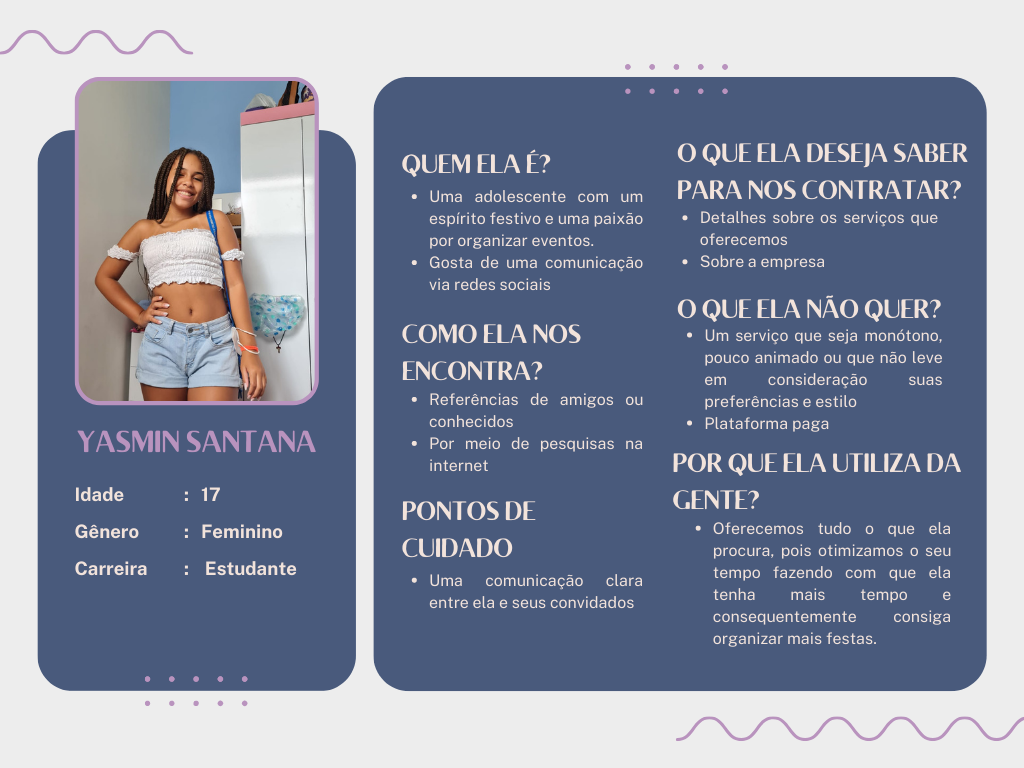 YASMIN SANTANA
Idade : 17
Gênero : Feminino
Carreira : Estudante
QUEM ELA É?
• Uma adolescente com um
espírito festivo e uma paixão
por organizar eventos.
• Gosta de uma comunicação
via redes sociais
COMO ELA NOS
ENCONTRA?
• Referências de amigos ou
conhecidos
• Por meio de pesquisas na
internet
PONTOS DE
CUIDADO
• Uma comunicação clara
entre ela e seus convidados
O QUE ELA DESEJA SABER
PARA NOS CONTRATAR?
• Detalhes sobre os serviços que
oferecemos
• Sobre a empresa
O QUE ELA NÃO QUER?
• Um serviço que seja monótono,
pouco animado ou que não leve
em consideração suas
preferências e estilo
• Plataforma paga
POR QUE ELA UTILIZA DA
GENTE?
• Oferecemos tudo o que ela
procura, pois otimizamos o seu
tempo fazendo com que ela
tenha mais tempo e
consequentemente consiga
organizar mais festas.